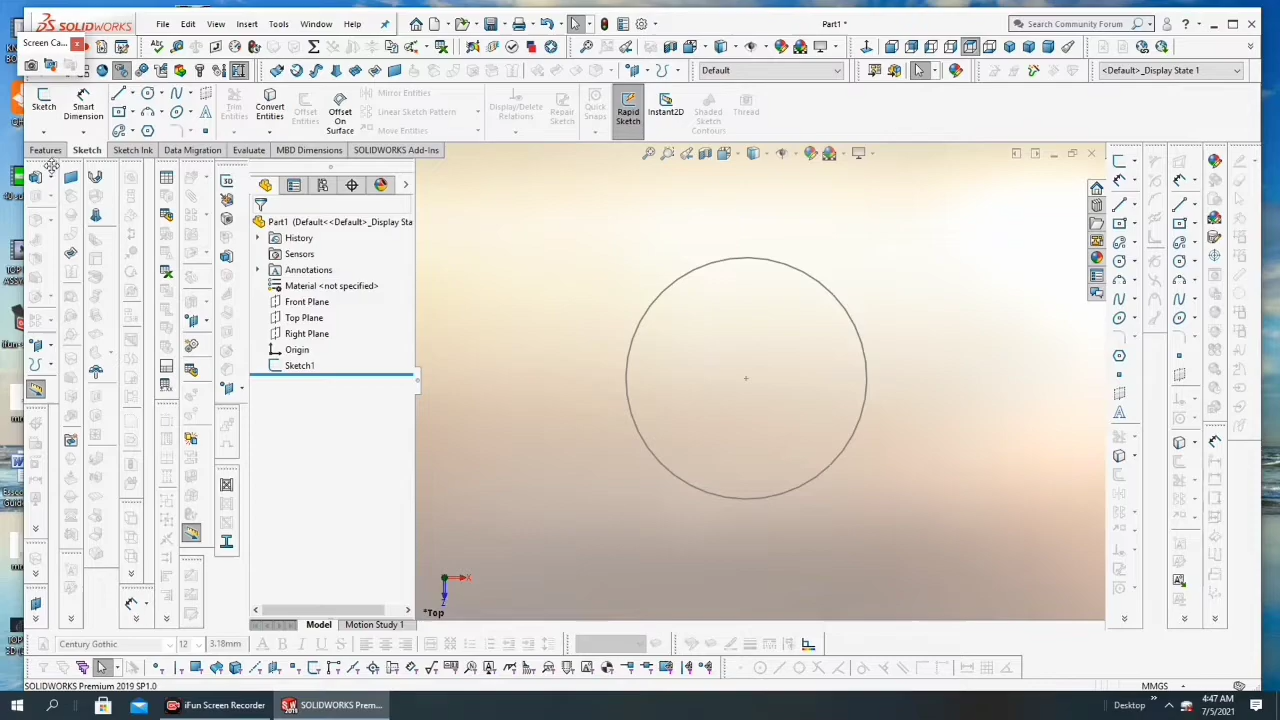 SOLIDWORKS File Edit View Insert Tools Window Help Part1 * Search Community Forum
Screen Ca... x
Default <Default>_Display State 1
Sketch Smart Dimension Trim Entities Convert Entities Offset Entities Offset On Surface Mirror Entities Linear Sketch Pattern Move Entities Display/Delete Relations Repair Sketch Quick Snaps Rapid Sketch Instant2D Shaded Sketch Contours Thread
Features Sketch Sketch Ink Data Migration Evaluate MBD Dimensions SOLIDWORKS Add-Ins
Part1 (Default<<Default>_Display Sta
History
Sensors
Annotations
Material <not specified>
Front Plane
Top Plane
Right Plane
Origin
Sketch1
X
Z
*Top
Model Motion Study 1
Century Gothic 12 3.18mm
SOLIDWORKS Premium 2019 SP1.0 MMGS
iFun Screen Recorder SOLIDWORKS Prem... Desktop 4:47 AM
7/5/2021